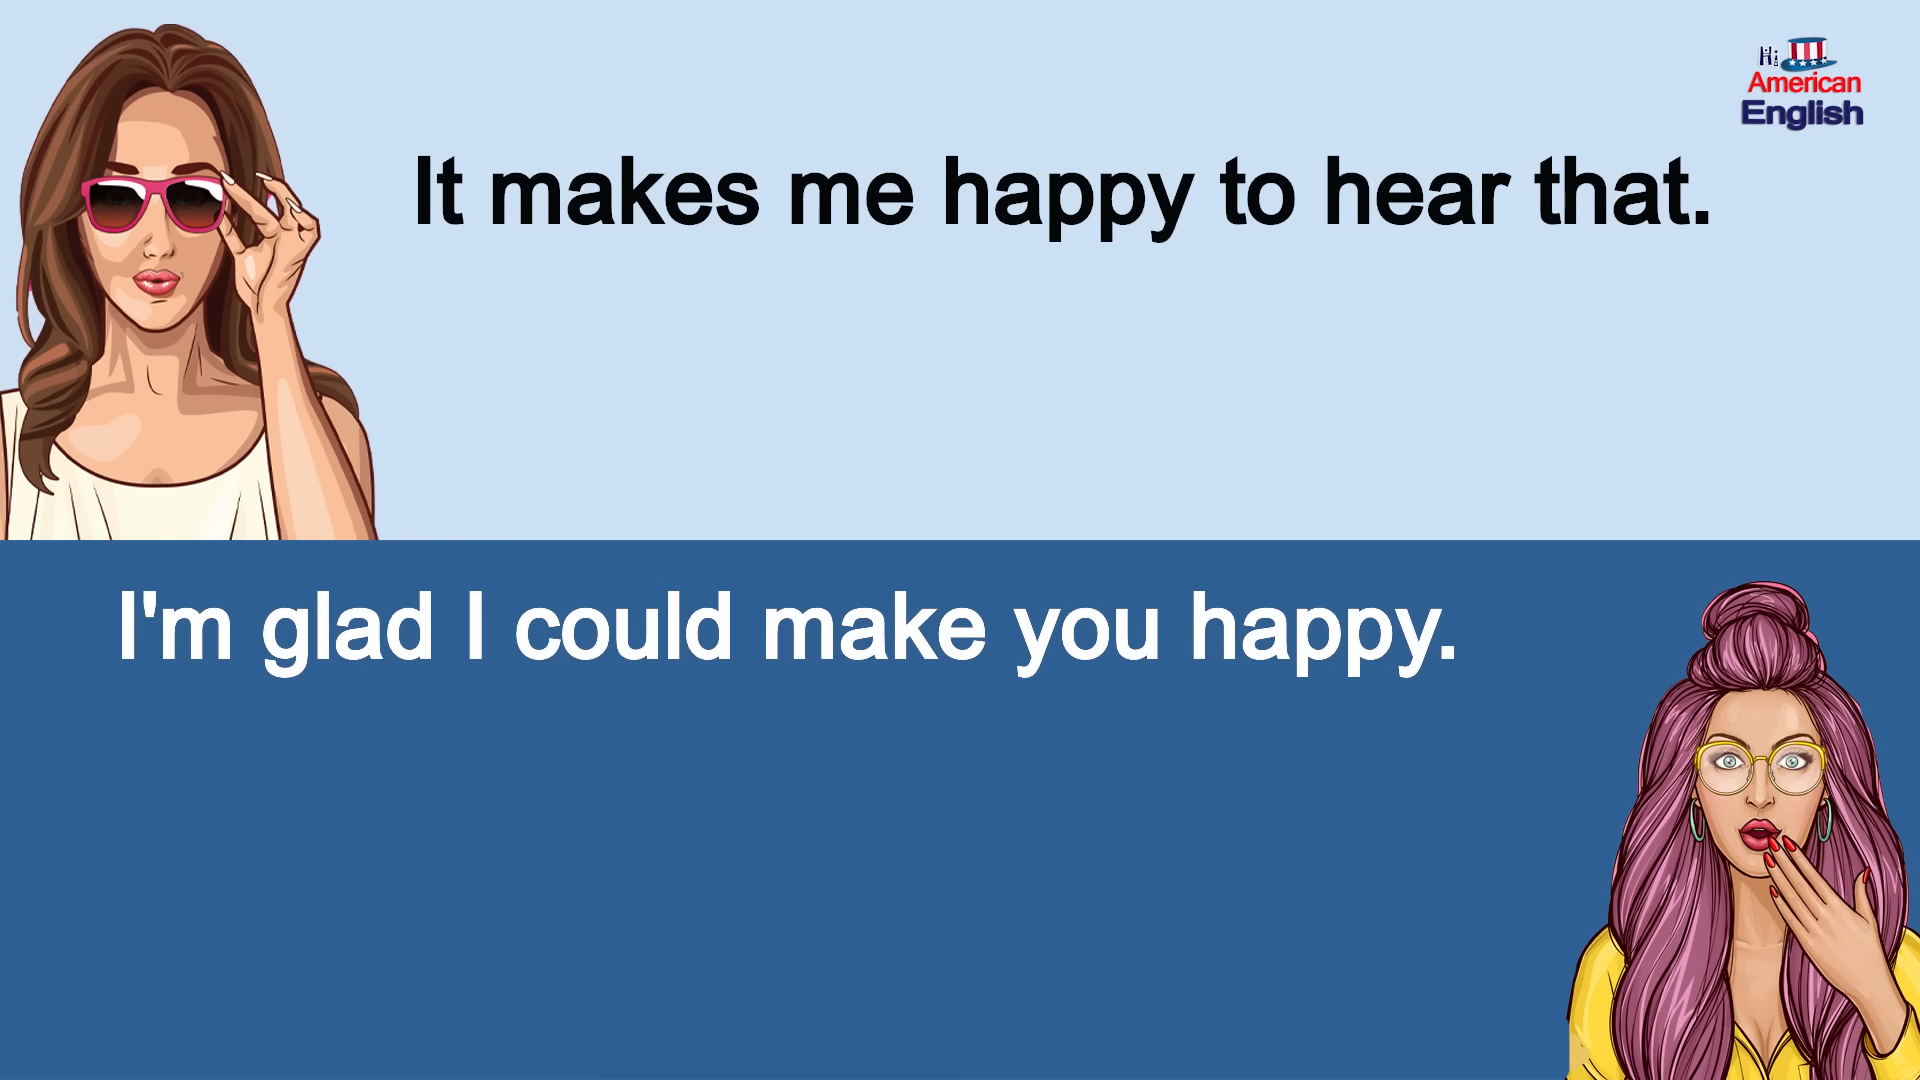 Hi
American
English
It makes me happy to hear that.
I'm glad I could make you happy.